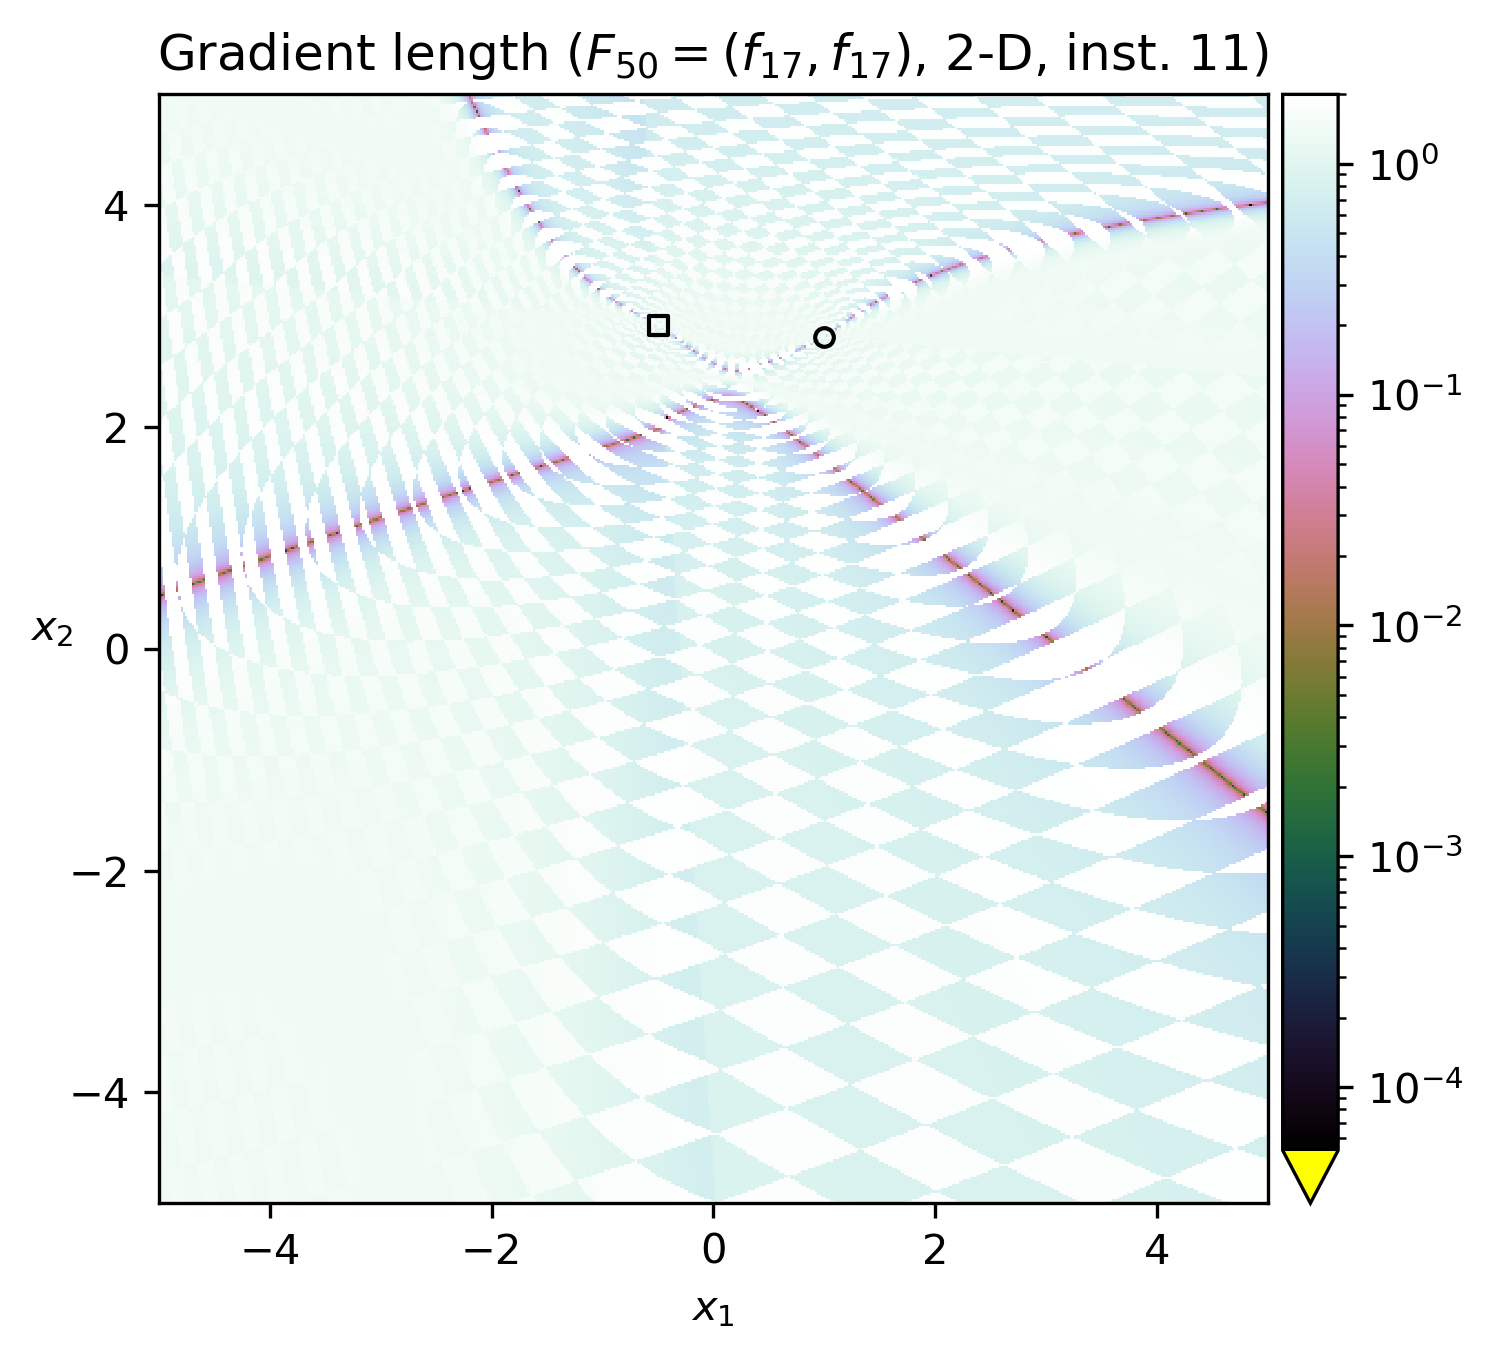 Gradient length (F₅₀ = (f₁₇, f₁₇), 2-D, inst. 11)
4
2
0
−2
−4
x₂
−4 −2 0 2 4
x₁
10⁰
10⁻¹
10⁻²
10⁻³
10⁻⁴